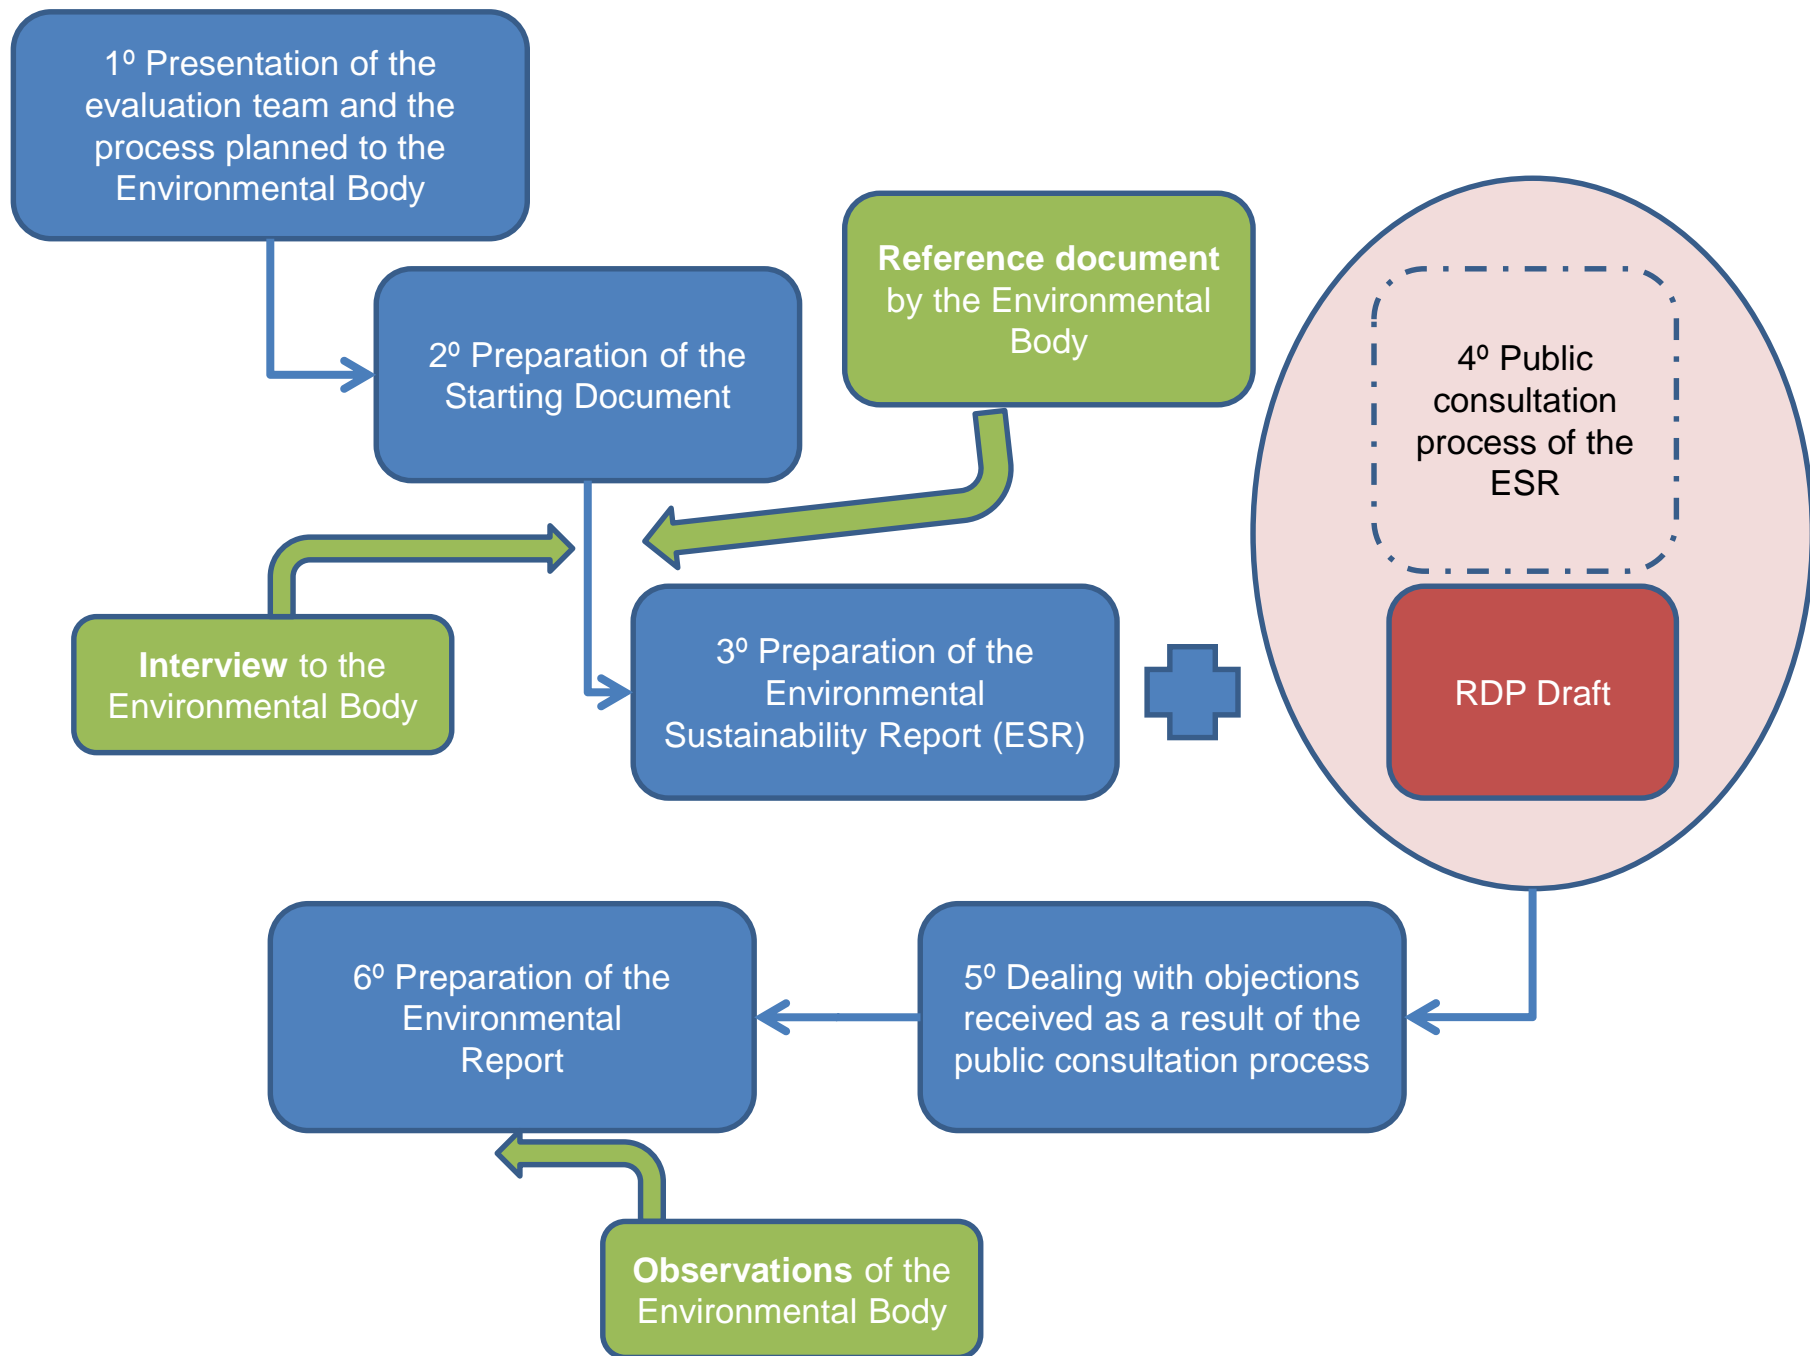 1º Presentation of the
evaluation team and the
process planned to the
Environmental Body
2º Preparation of the
Starting Document
Reference document
by the Environmental
Body
Interview to the
Environmental Body
3º Preparation of the
Environmental
Sustainability Report (ESR)
4º Public
consultation
process of the
ESR
RDP Draft
5º Dealing with objections
received as a result of the
public consultation process
6º Preparation of the
Environmental
Report
Observations of the
Environmental Body